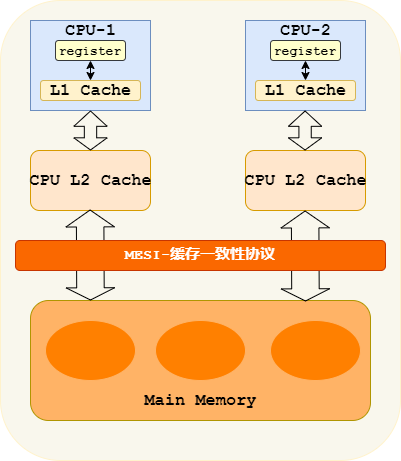 CPU-1
CPU-2
register
register
L1 Cache
L1 Cache
CPU L2 Cache
CPU L2 Cache
MESI-缓存一致性协议
Main Memory